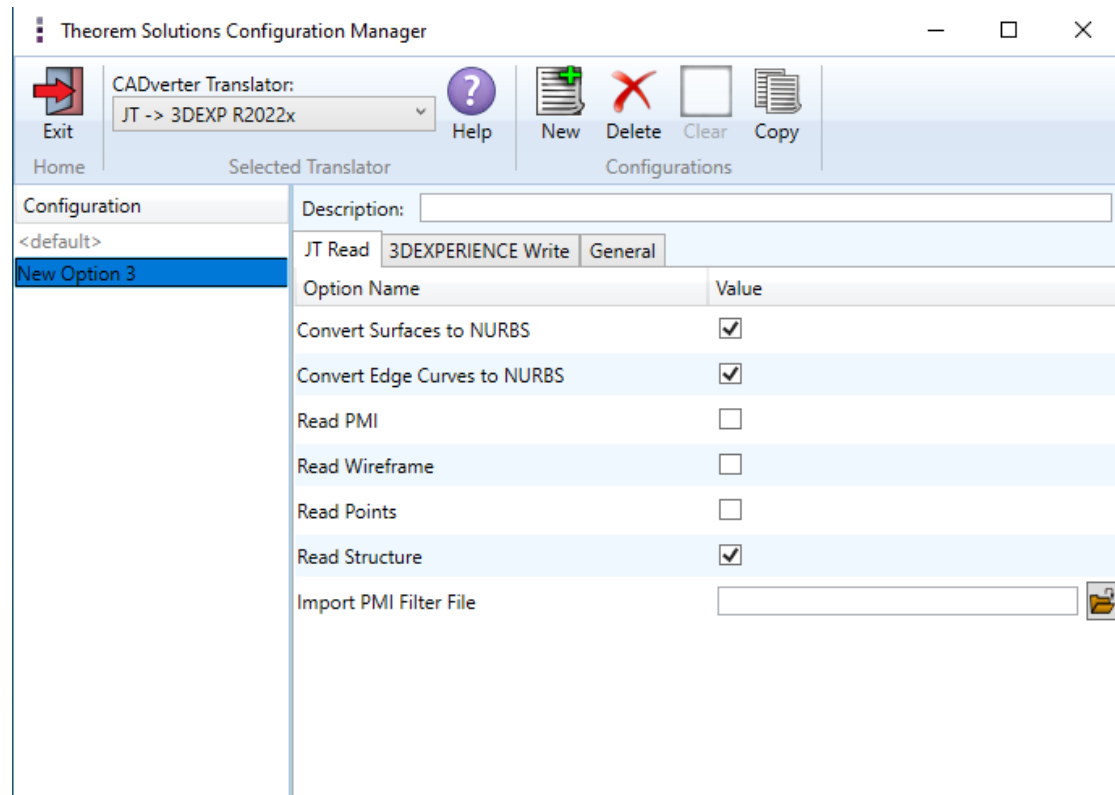 Theorem Solutions Configuration Manager
CADverter Translator:
JT -> 3DEXP R2022x
Exit
Help
New
Delete
Clear
Copy
Home
Selected Translator
Configurations
Configuration
Description:
<default>
JT Read
3DEXPERIENCE Write
General
New Option 3
Option Name
Value
Convert Surfaces to NURBS
Convert Edge Curves to NURBS
Read PMI
Read Wireframe
Read Points
Read Structure
Import PMI Filter File